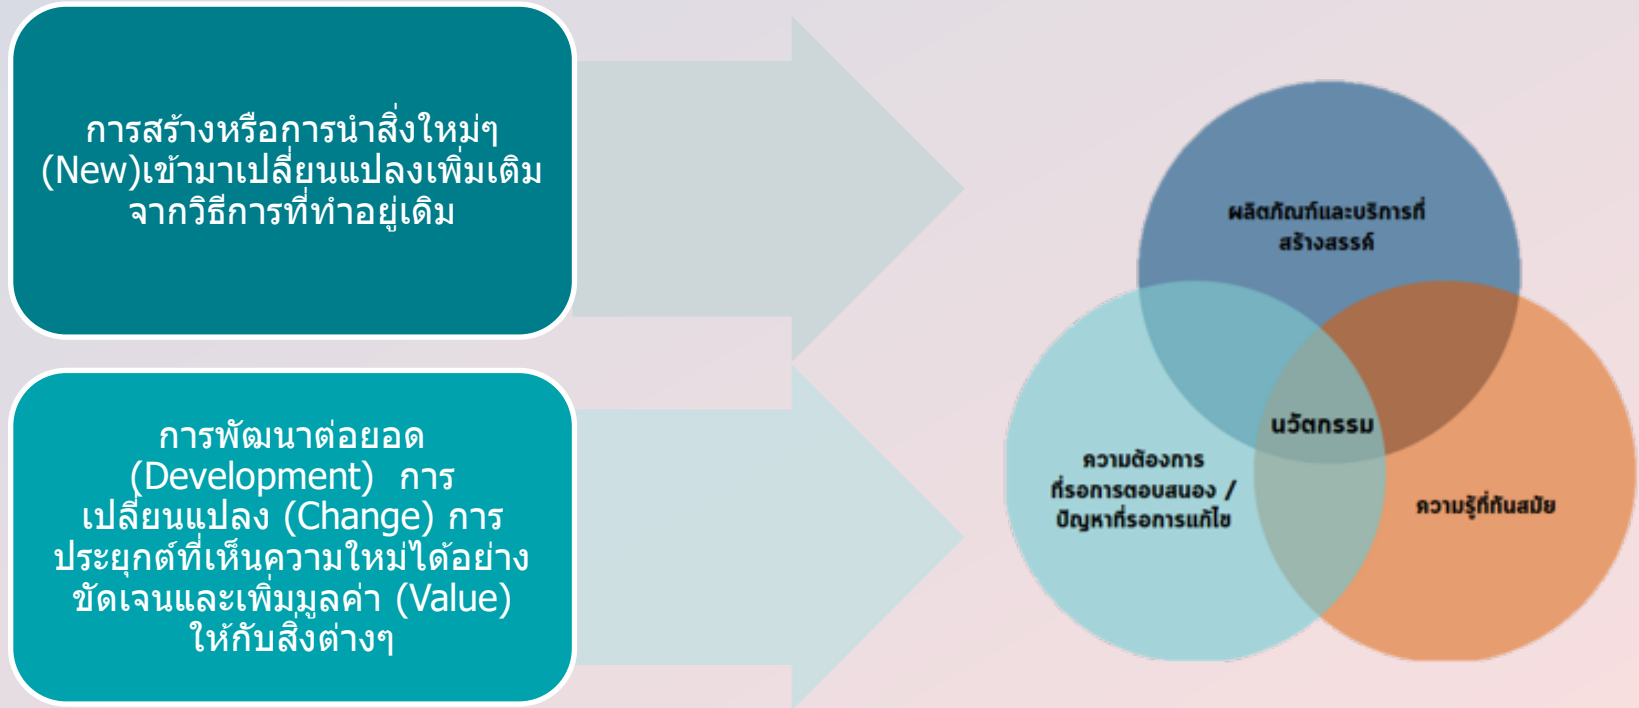 การสร้างหรือการนำสิ่งใหม่ๆ
(New)เข้ามาเปลี่ยนแปลงเพิ่มเติม
จากวิธีการที่ทำอยู่เดิม
การพัฒนาต่อยอด
(Development) การ
เปลี่ยนแปลง (Change) การ
ประยุกต์ที่เห็นความใหม่ได้อย่าง
ชัดเจนและเพิ่มมูลค่า (Value)
ให้กับสิ่งต่างๆ
ผลิตภัณฑ์และบริการที่
สร้างสรรค์
นวัตกรรม
ความต้องการ
ที่รอการตอบสนอง /
ปัญหาที่รอการแก้ไข
ความรู้ที่ทันสมัย